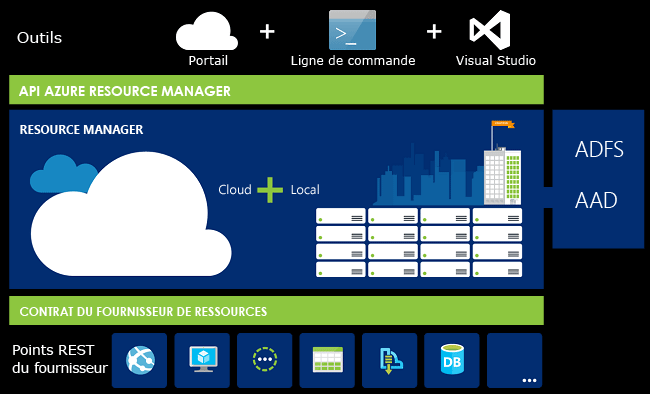 Outils
Portail
Ligne de commande
Visual Studio
API AZURE RESOURCE MANAGER
RESOURCE MANAGER
Cloud
Local
ADFS
AAD
CONTRAT DU FOURNISSEUR DE RESSOURCES
Points REST
du fournisseur
DB